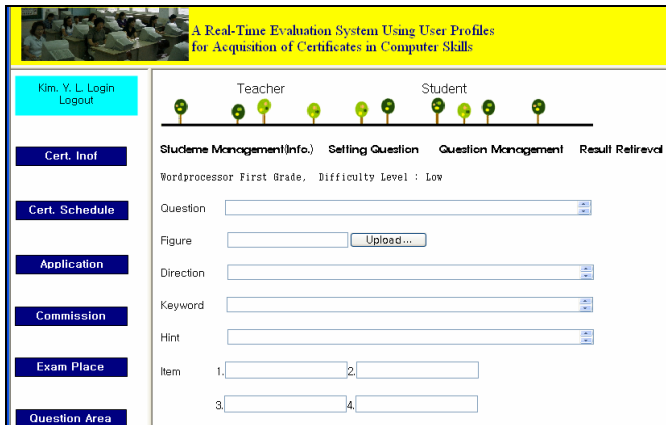 A Real-Time Evaluation System Using User Profiles
for Acquisition of Certificates in Computer Skills
Kim. Y. L. Login
Logout
Cert. Inof
Cert. Schedule
Application
Commission
Exam Place
Question Area
Teacher Student
Studeme Management(Info.) Setting Question Question Management Result Retireval
Wordprocessor First Grade, Difficulty Level : Low
Question
Figure Upload...
Direction
Keyword
Hint
Item 1. 2.
3. 4.